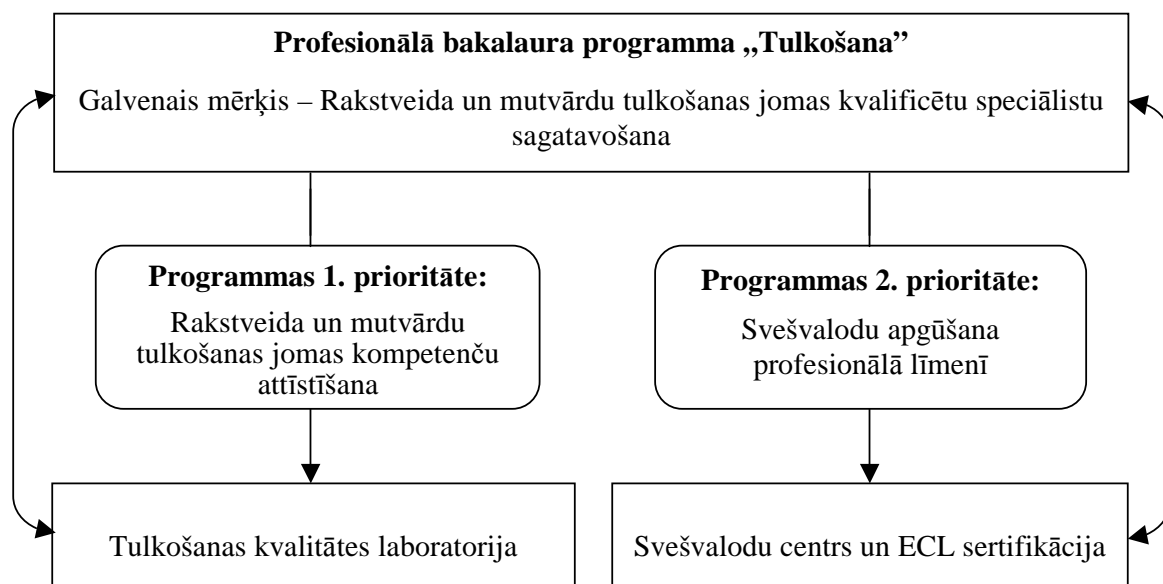 Profesionālā bakalaura programma „Tulkošana”
Galvenais mērķis – Rakstveida un mutvārdu tulkošanas jomas kvalificētu speciālistu
sagatavošana
Programmas 1. prioritāte:
Rakstveida un mutvārdu
tulkošanas jomas kompetenču
attīstīšana
Programmas 2. prioritāte:
Svešvalodu apgūšana
profesionālā līmenī
Tulkošanas kvalitātes laboratorija
Svešvalodu centrs un ECL sertifikācija